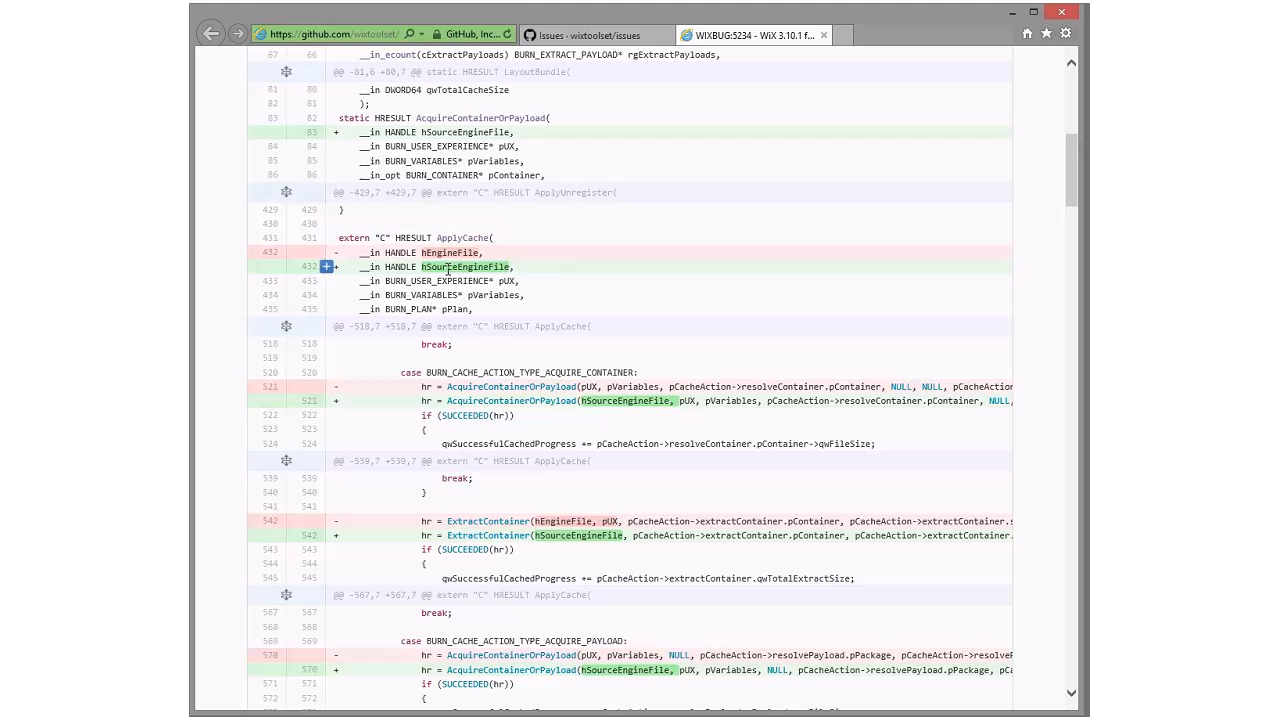 https://github.com/wixtoolset/ GitHub, Inc... Issues - wixtoolset/issues WIXBUG:5234 - WiX 3.10.1 f...
67 66 __in_ecount(cExtractPayloads) BURN_EXTRACT_PAYLOAD* rgExtractPayloads,
@@ -81,6 +80,7 @@ static HRESULT LayoutBundle(
81 80 __in DWORD64 qwTotalCacheSize
82 81 );
83 82 static HRESULT AcquireContainerOrPayload(
83 + __in HANDLE hSourceEngineFile,
84 84 __in BURN_USER_EXPERIENCE* pUX,
85 85 __in BURN_VARIABLES* pVariables,
86 86 __in_opt BURN_CONTAINER* pContainer,
@@ -429,7 +429,7 @@ extern "C" HRESULT ApplyUnregister(
429 429 }
430 430
431 431 extern "C" HRESULT ApplyCache(
432 - __in HANDLE hEngineFile,
432 + __in HANDLE hSourceEngineFile,
433 433 __in BURN_USER_EXPERIENCE* pUX,
434 434 __in BURN_VARIABLES* pVariables,
435 435 __in BURN_PLAN* pPlan,
@@ -518,7 +518,7 @@ extern "C" HRESULT ApplyCache(
518 518 break;
519 519
520 520 case BURN_CACHE_ACTION_TYPE_ACQUIRE_CONTAINER:
521 - hr = AcquireContainerOrPayload(pUX, pVariables, pCacheAction->resolveContainer.pContainer, NULL, NULL, pCacheAction
521 + hr = AcquireContainerOrPayload(hSourceEngineFile, pUX, pVariables, pCacheAction->resolveContainer.pContainer, NULL,
522 522 if (SUCCEEDED(hr))
523 523 {
524 524 qwSuccessfulCachedProgress += pCacheAction->resolveContainer.pContainer->qwFileSize;
@@ -539,7 +539,7 @@ extern "C" HRESULT ApplyCache(
539 539 break;
540 540 }
541 541
542 - hr = ExtractContainer(hEngineFile, pUX, pCacheAction->extractContainer.pContainer, pCacheAction->extractContainer.s
542 + hr = ExtractContainer(hSourceEngineFile, pCacheAction->extractContainer.pContainer, pCacheAction->extractContainer.
543 543 if (SUCCEEDED(hr))
544 544 {
545 545 qwSuccessfulCachedProgress += pCacheAction->extractContainer.qwTotalExtractSize;
@@ -567,7 +567,7 @@ extern "C" HRESULT ApplyCache(
567 567 break;
568 568
569 569 case BURN_CACHE_ACTION_TYPE_ACQUIRE_PAYLOAD:
570 - hr = AcquireContainerOrPayload(pUX, pVariables, NULL, pCacheAction->resolvePayload.pPackage, pCacheAction->resolveP
570 + hr = AcquireContainerOrPayload(hSourceEngineFile, pUX, pVariables, NULL, pCacheAction->resolvePayload.pPackage, pC
571 571 if (SUCCEEDED(hr))
572 572 {